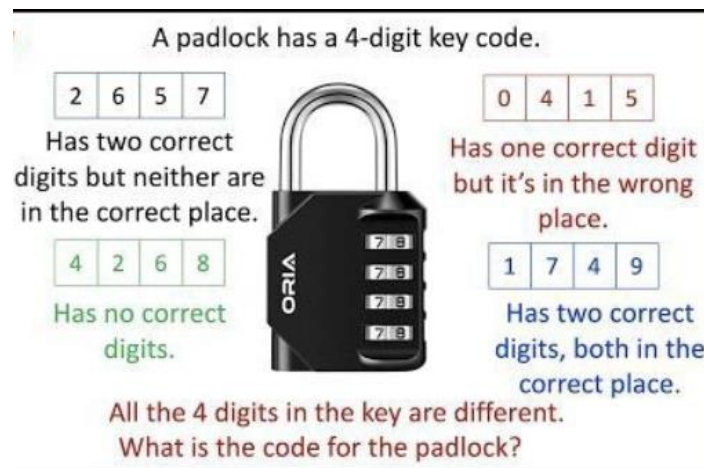 A padlock has a 4-digit key code.
2 6 5 7
Has two correct
digits but neither are
in the correct place.
0 4 1 5
Has one correct digit
but it's in the wrong
place.
4 2 6 8
Has no correct
digits.
ORIA
7 8
7 8
7 8
7 8
1 7 4 9
Has two correct
digits, both in the
correct place.
All the 4 digits in the key are different.
What is the code for the padlock?